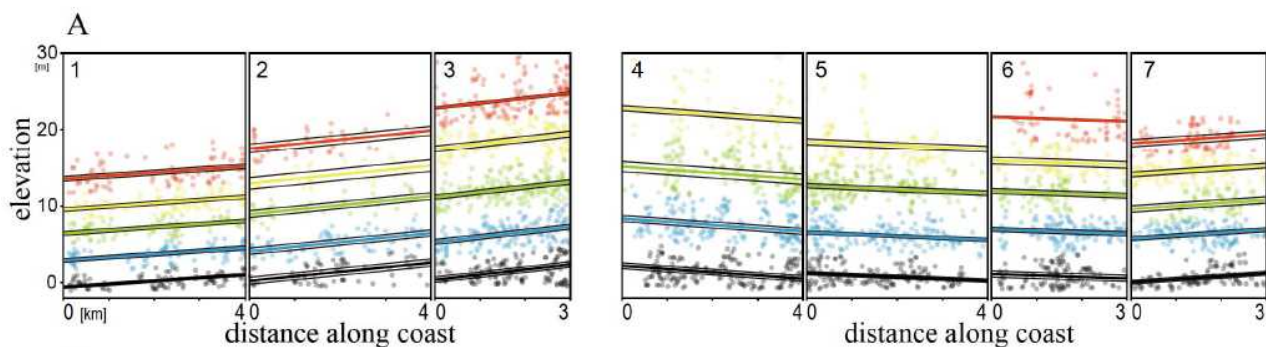 A
30 1 2 3 4 5 6 7
[m]
20
10
0
elevation
0 [km] 4 0 4 0 3 0 4 0 4 0 3 0 3
distance along coast distance along coast